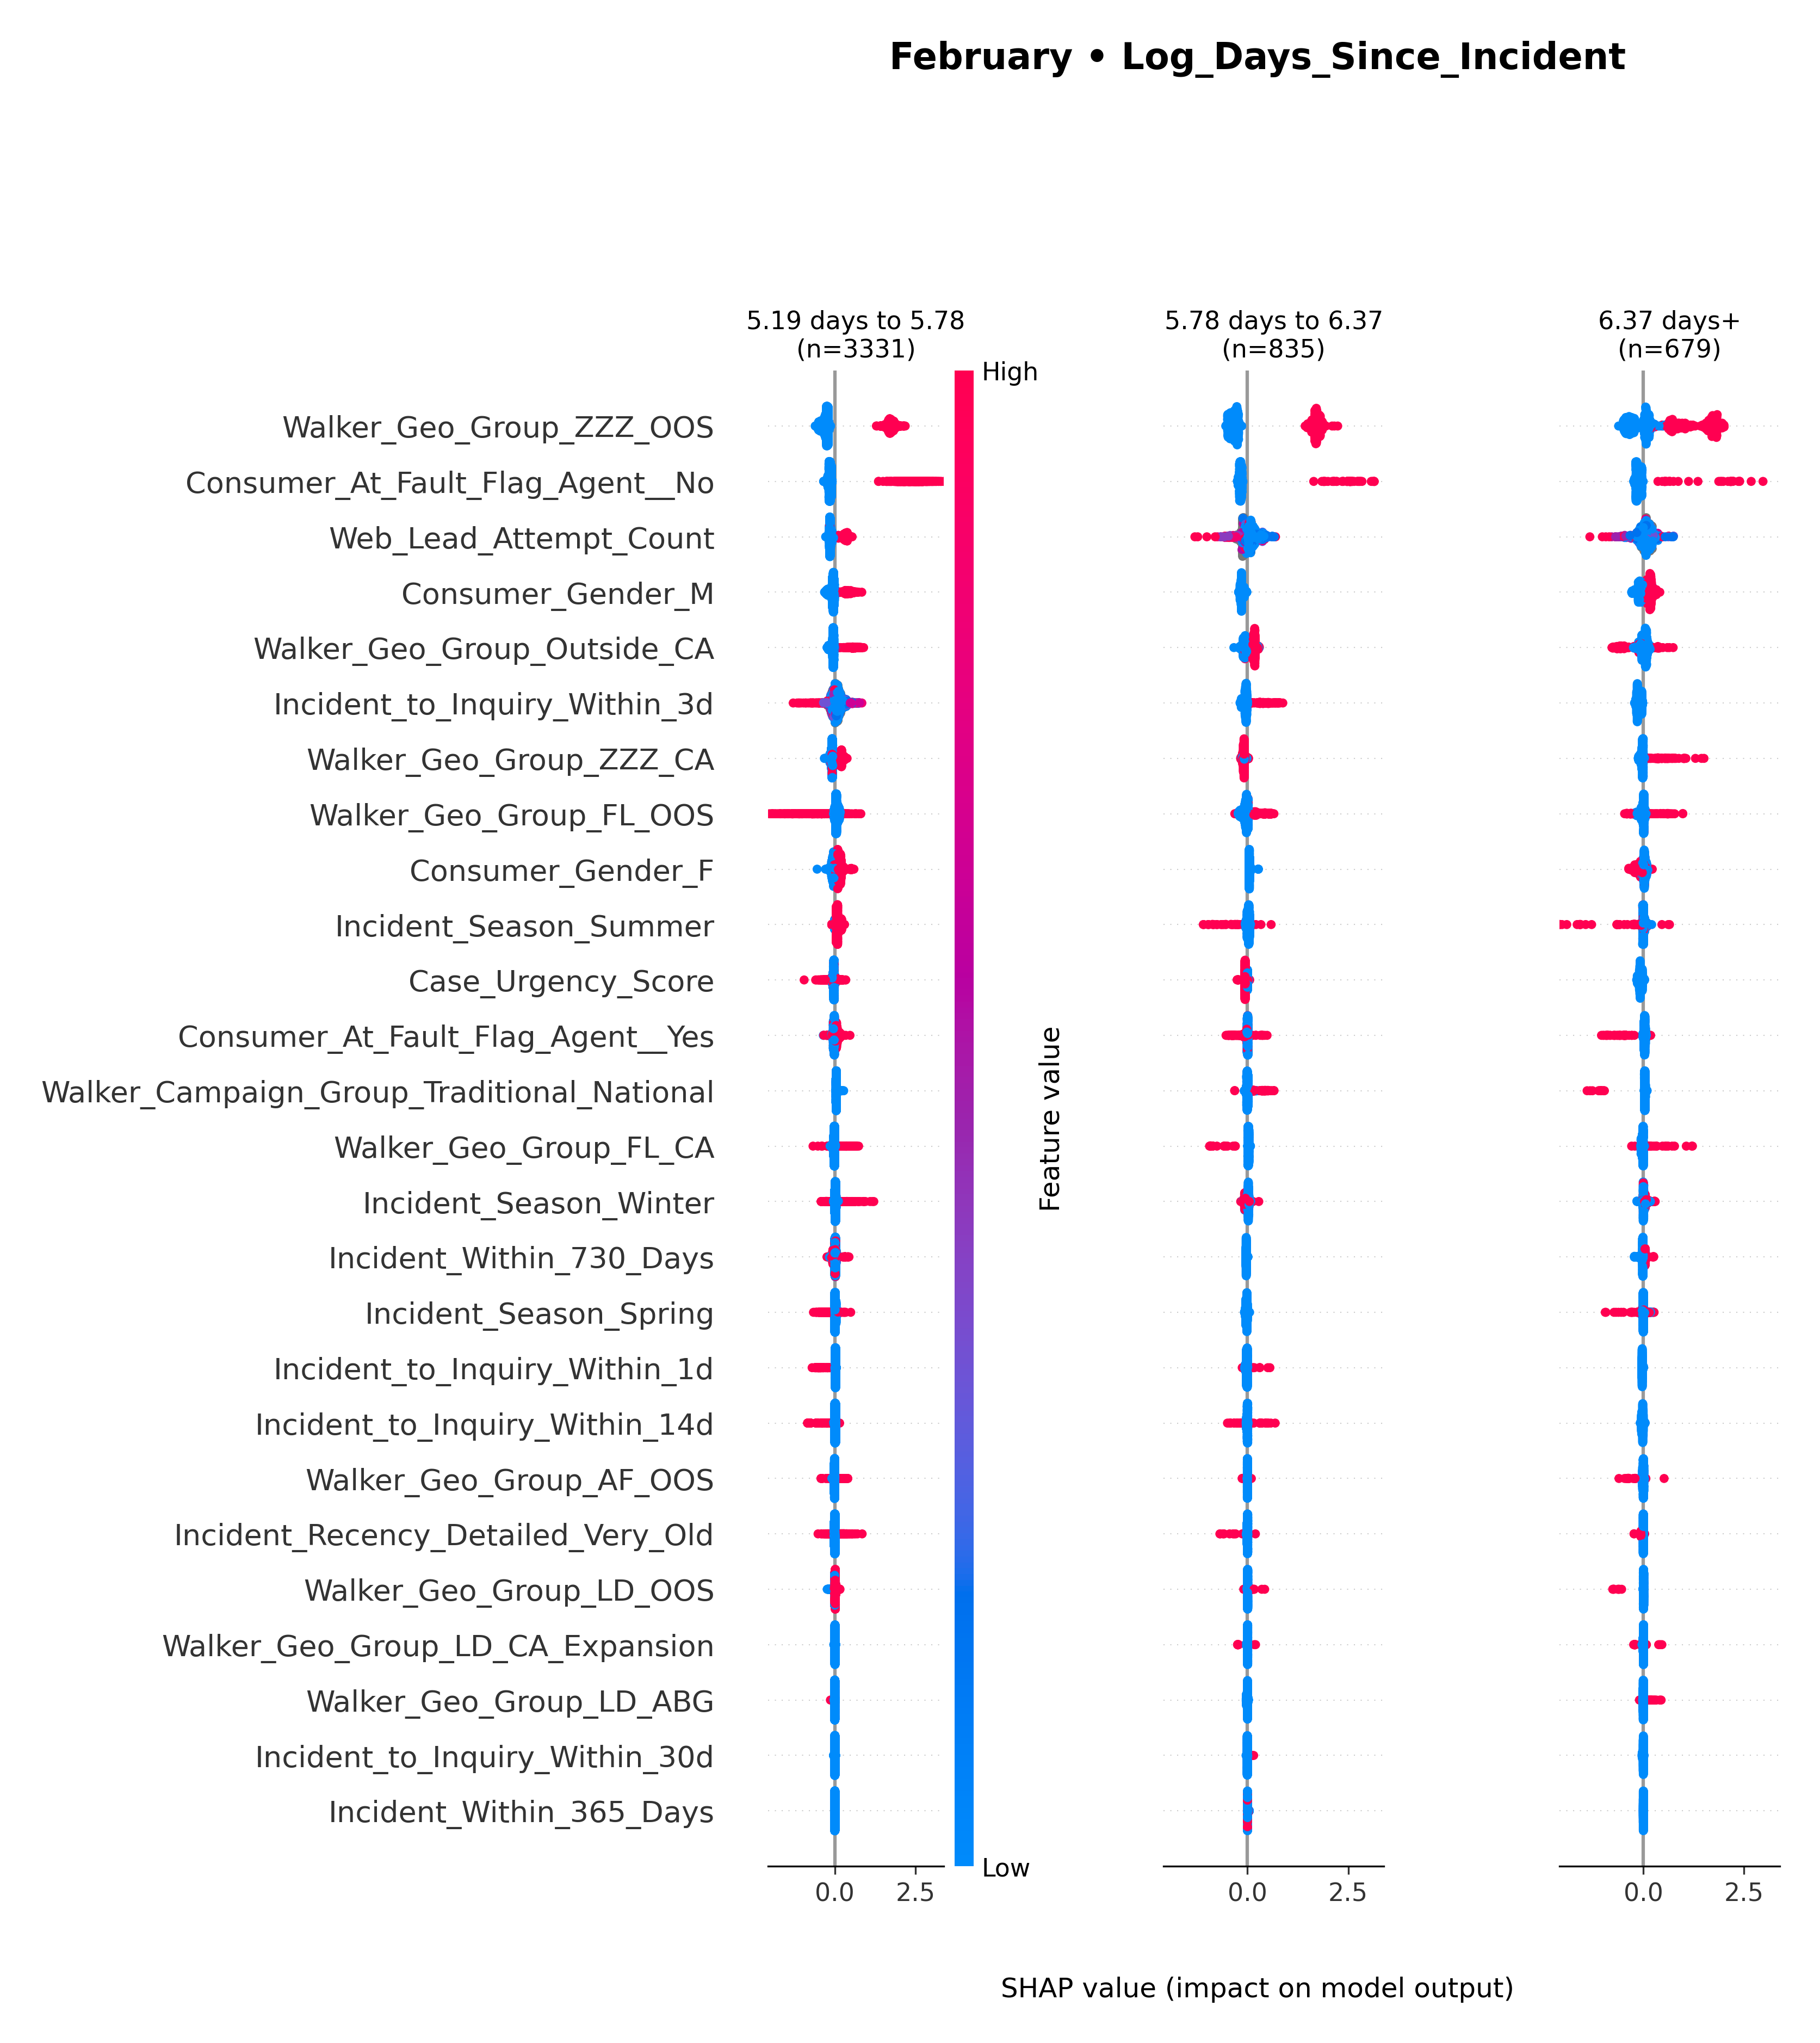 February • Log_Days_Since_Incident
5.19 days to 5.78
(n=3331)
5.78 days to 6.37
(n=835)
6.37 days+
(n=679)
High
Walker_Geo_Group_ZZZ_OOS
Consumer_At_Fault_Flag_Agent__No
Web_Lead_Attempt_Count
Consumer_Gender_M
Walker_Geo_Group_Outside_CA
Incident_to_Inquiry_Within_3d
Walker_Geo_Group_ZZZ_CA
Walker_Geo_Group_FL_OOS
Consumer_Gender_F
Incident_Season_Summer
Case_Urgency_Score
Consumer_At_Fault_Flag_Agent__Yes
Walker_Campaign_Group_Traditional_National
Walker_Geo_Group_FL_CA
Incident_Season_Winter
Incident_Within_730_Days
Incident_Season_Spring
Incident_to_Inquiry_Within_1d
Incident_to_Inquiry_Within_14d
Walker_Geo_Group_AF_OOS
Incident_Recency_Detailed_Very_Old
Walker_Geo_Group_LD_OOS
Walker_Geo_Group_LD_CA_Expansion
Walker_Geo_Group_LD_ABG
Incident_to_Inquiry_Within_30d
Incident_Within_365_Days
Feature value
Low
0.0 2.5
0.0 2.5
0.0 2.5
SHAP value (impact on model output)